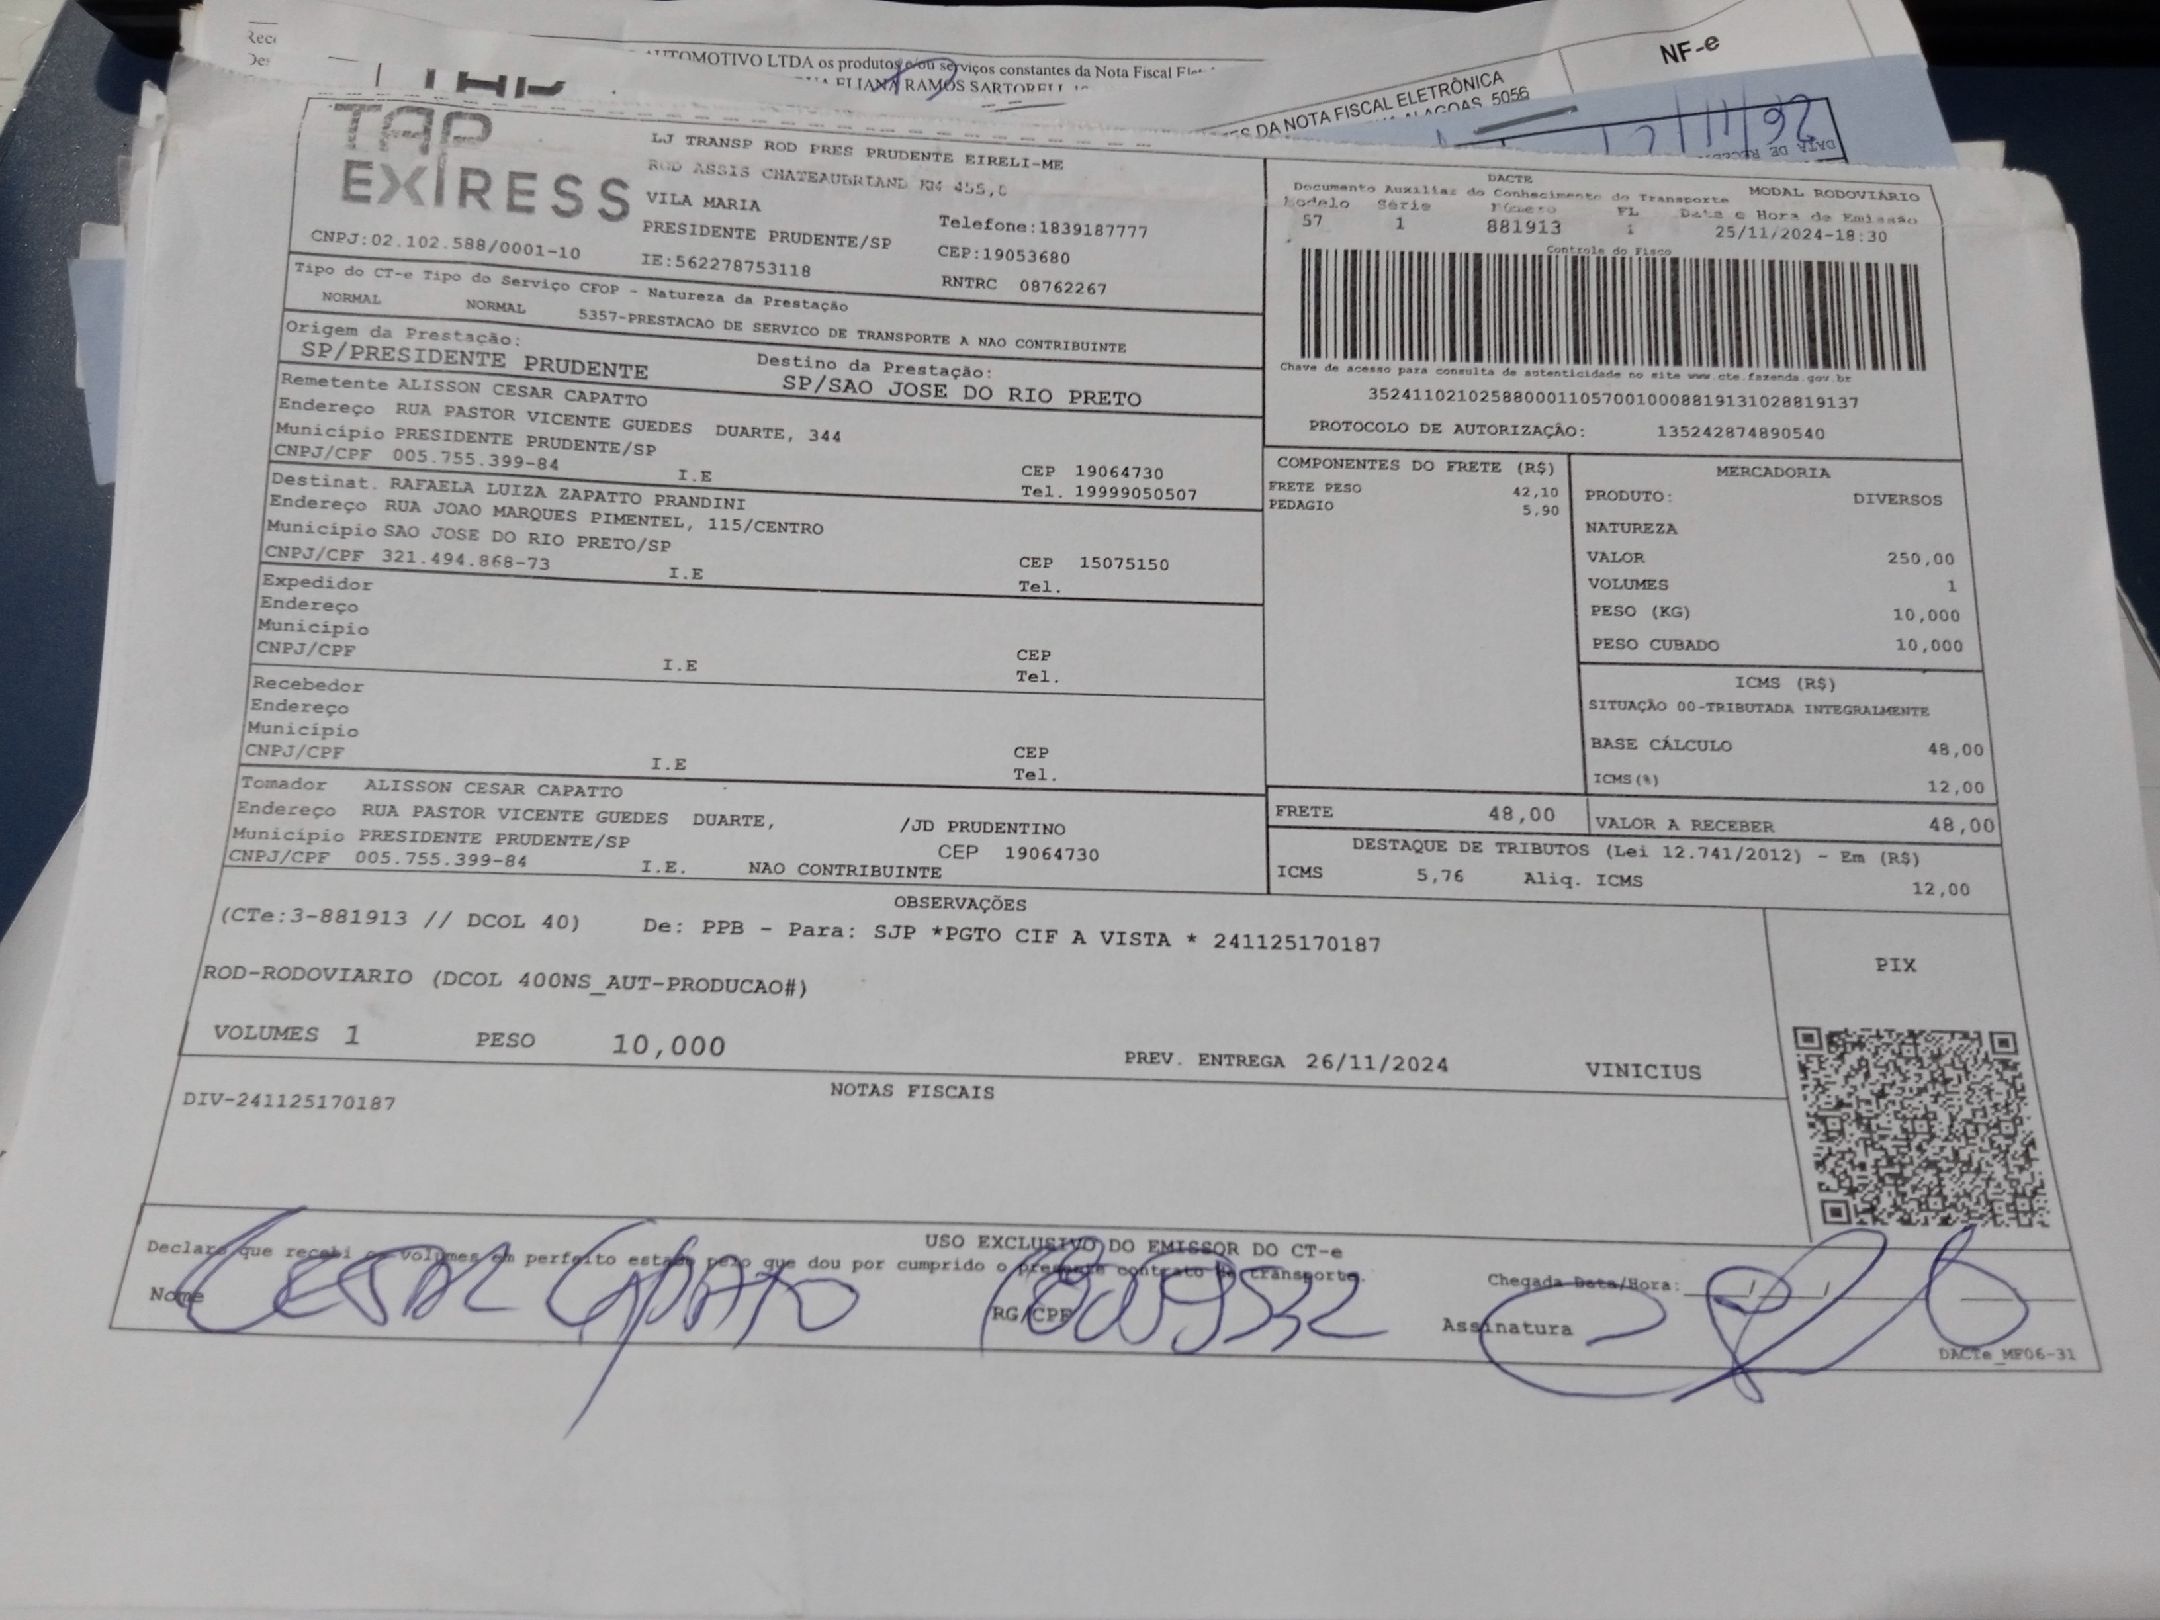 AUTOMOTIVO LTDA os produtos e/ou serviços constantes da Nota Fiscal
ELIANA RAMOS SARTORELL
NF-e
DA NOTA FISCAL ELETRÔNICA
ALAGOAS, 5056
26/11/
TAP
EXIRESS
LJ TRANSP ROD PRES PRUDENTE EIRELI-ME
ROD ASSIS CHATEAUBRIAND KM 455,0
VILA MARIA
PRESIDENTE PRUDENTE/SP Telefone:1839187777
CNPJ:02.102.588/0001-10 IE:562278753118 CEP:19053680
RNTRC 08762267
DACTE MODAL RODOVIÁRIO
Documento Auxiliar do Conhecimento do Transporte
Modelo Série Número FL Data e Hora de Emissão
57 1 881913 1 25/11/2024-18:30
Controle do Fisco
Chave de acesso para consulta de autenticidade no site www.cte.fazenda.gov.br
35241102102588000110570010008819131028819137
PROTOCOLO DE AUTORIZAÇÃO: 135242874890540
Tipo do CT-e Tipo do Serviço CFOP - Natureza da Prestação
NORMAL NORMAL 5357-PRESTACAO DE SERVICO DE TRANSPORTE A NAO CONTRIBUINTE
Origem da Prestação: Destino da Prestação:
SP/PRESIDENTE PRUDENTE SP/SAO JOSE DO RIO PRETO
Remetente ALISSON CESAR CAPATTO
Endereço RUA PASTOR VICENTE GUEDES DUARTE, 344
Município PRESIDENTE PRUDENTE/SP CEP 19064730
CNPJ/CPF 005.755.399-84 I.E Tel. 19999050507
Destinat. RAFAELA LUIZA ZAPATTO PRANDINI
Endereço RUA JOAO MARQUES PIMENTEL, 115/CENTRO
Município SAO JOSE DO RIO PRETO/SP CEP 15075150
CNPJ/CPF 321.494.868-73 I.E Tel.
Expedidor
Endereço
Município CEP
CNPJ/CPF I.E Tel.
Recebedor
Endereço
Município CEP
CNPJ/CPF I.E Tel.
Tomador ALISSON CESAR CAPATTO
Endereço RUA PASTOR VICENTE GUEDES DUARTE, /JD PRUDENTINO
Município PRESIDENTE PRUDENTE/SP CEP 19064730
CNPJ/CPF 005.755.399-84 I.E. NAO CONTRIBUINTE
COMPONENTES DO FRETE (R$)
FRETE PESO 42,10
PEDAGIO 5,90
MERCADORIA
PRODUTO: DIVERSOS
NATUREZA
VALOR 250,00
VOLUMES 1
PESO (KG) 10,000
PESO CUBADO 10,000
ICMS (R$)
SITUAÇÃO 00-TRIBUTADA INTEGRALMENTE
BASE CÁLCULO 48,00
ICMS(%) 12,00
FRETE 48,00 VALOR A RECEBER 48,00
DESTAQUE DE TRIBUTOS (Lei 12.741/2012) - Em (R$)
ICMS 5,76 Aliq. ICMS 12,00
OBSERVAÇÕES
(CTe:3-881913 // DCOL 40) De: PPB - Para: SJP *PGTO CIF A VISTA * 241125170187
ROD-RODOVIARIO (DCOL 400NS_AUT-PRODUCAO#)
VOLUMES 1 PESO 10,000 PREV. ENTREGA 26/11/2024 VINICIUS
PIX
NOTAS FISCAIS
DIV-241125170187
USO EXCLUSIVO DO EMISSOR DO CT-e
Declaro que recebi os volumes em perfeito estado pelo que dou por cumprido o presente contrato de transporte.
Chegada Data/Hora: / /
Nome CESAR CAPATTO RG/CPF Assinatura
DACTe_MF06-31